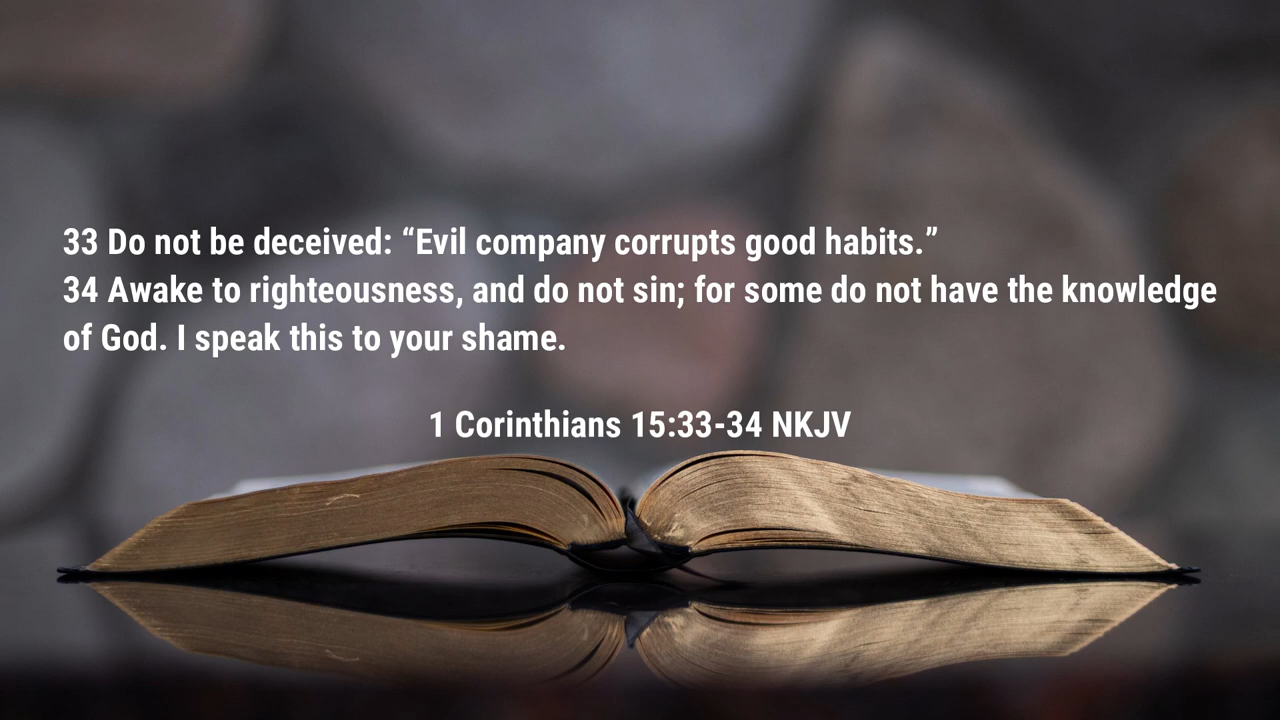 33 Do not be deceived: “Evil company corrupts good habits.”
34 Awake to righteousness, and do not sin; for some do not have the knowledge
of God. I speak this to your shame.
1 Corinthians 15:33-34 NKJV